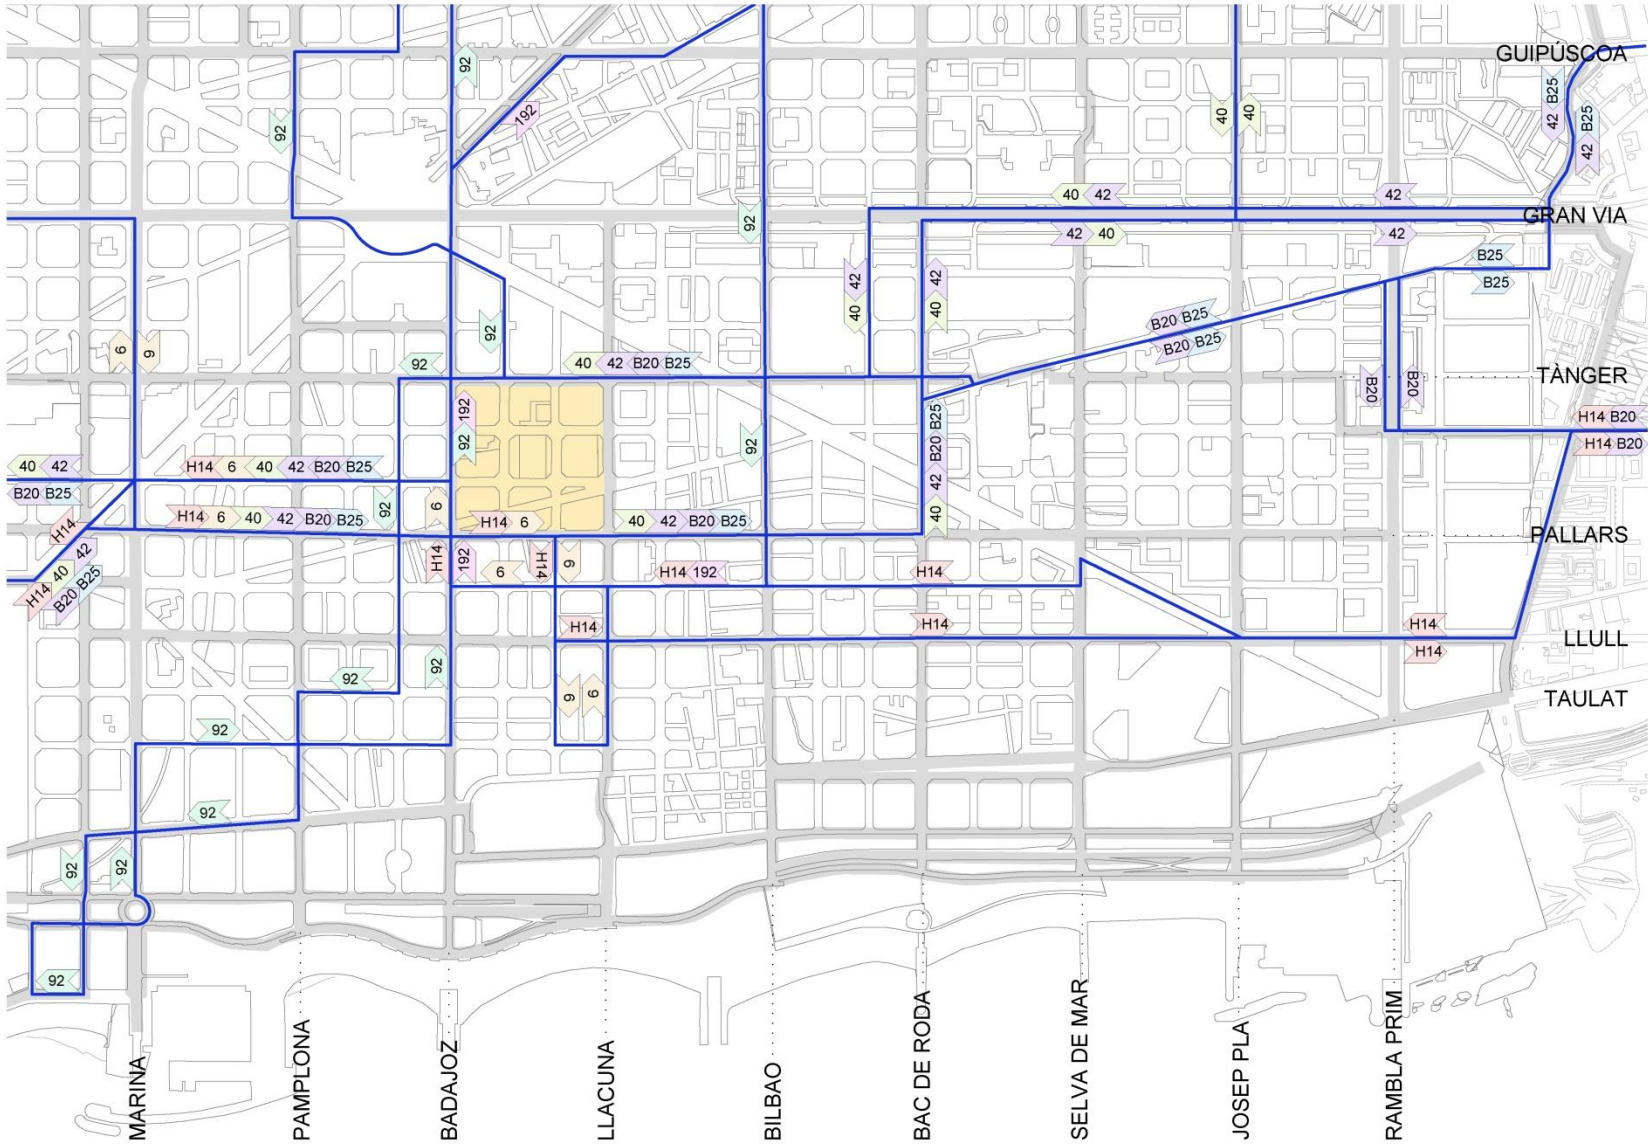 GUIPÚSCOA
92
B25
192
42
B25
40
40
92
42
40 42
42
92
GRAN VIA
42 40
42
B25
42
42
B25
40
40
B20 B25
92
B20 B25
6
6
92
40 42 B20 B25
TÀNGER
B20
B20
192
B25
H14 B20
92
92
B20
H14 B20
40 42
H14 6 40 42 B20 B25
42
B20 B25
92
6
H14 6 40 42 B20 B25
H14 6
40 42 B20 B25
40
H14
PALLARS
42
H14
192
H14
6
40
6
H14 192
H14
B25
H14
B20
H14
H14
H14
LLULL
92
H14
92
6
6
TAULAT
92
92
92
92
92
MARINA
PAMPLONA
BADAJOZ
LLACUNA
BILBAO
BAC DE RODA
SELVA DE MAR
JOSEP PLA
RAMBLA PRIM